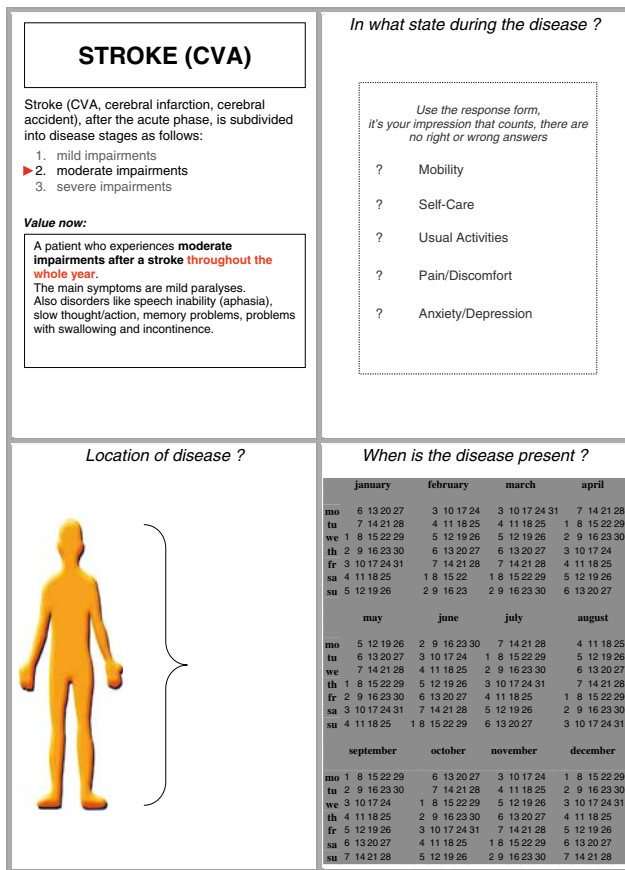 STROKE (CVA)
Stroke (CVA, cerebral infarction, cerebral
accident), after the acute phase, is subdivided
into disease stages as follows:
1. mild impairments
2. moderate impairments
3. severe impairments
Value now:
A patient who experiences moderate
impairments after a stroke throughout the
whole year.
The main symptoms are mild paralyses.
Also disorders like speech inability (aphasia),
slow thought/action, memory problems, problems
with swallowing and incontinence.
In what state during the disease ?
Use the response form,
it's your impression that counts, there are
no right or wrong answers
? Mobility
? Self-Care
? Usual Activities
? Pain/Discomfort
? Anxiety/Depression
Location of disease ?
When is the disease present ?
january february march april
mo 6 13 20 27 3 10 17 24 3 10 17 24 31 7 14 21 28
tu 7 14 21 28 4 11 18 25 4 11 18 25 1 8 15 22 29
we 1 8 15 22 29 5 12 19 26 5 12 19 26 2 9 16 23 30
th 2 9 16 23 30 6 13 20 27 6 13 20 27 3 10 17 24
fr 3 10 17 24 31 7 14 21 28 7 14 21 28 4 11 18 25
sa 4 11 18 25 1 8 15 22 1 8 15 22 29 5 12 19 26
su 5 12 19 26 2 9 16 23 2 9 16 23 30 6 13 20 27
may june july august
mo 5 12 19 26 2 9 16 23 30 7 14 21 28 4 11 18 25
tu 6 13 20 27 3 10 17 24 1 8 15 22 29 5 12 19 26
we 7 14 21 28 4 11 18 25 2 9 16 23 30 6 13 20 27
th 1 8 15 22 29 5 12 19 26 3 10 17 24 31 7 14 21 28
fr 2 9 16 23 30 6 13 20 27 4 11 18 25 1 8 15 22 29
sa 3 10 17 24 31 7 14 21 28 5 12 19 26 2 9 16 23 30
su 4 11 18 25 1 8 15 22 29 6 13 20 27 3 10 17 24 31
september october november december
mo 1 8 15 22 29 6 13 20 27 3 10 17 24 1 8 15 22 29
tu 2 9 16 23 30 7 14 21 28 4 11 18 25 2 9 16 23 30
we 3 10 17 24 1 8 15 22 29 5 12 19 26 3 10 17 24 31
th 4 11 18 25 2 9 16 23 30 6 13 20 27 4 11 18 25
fr 5 12 19 26 3 10 17 24 31 7 14 21 28 5 12 19 26
sa 6 13 20 27 4 11 18 25 1 8 15 22 29 6 13 20 27
su 7 14 21 28 5 12 19 26 2 9 16 23 30 7 14 21 28